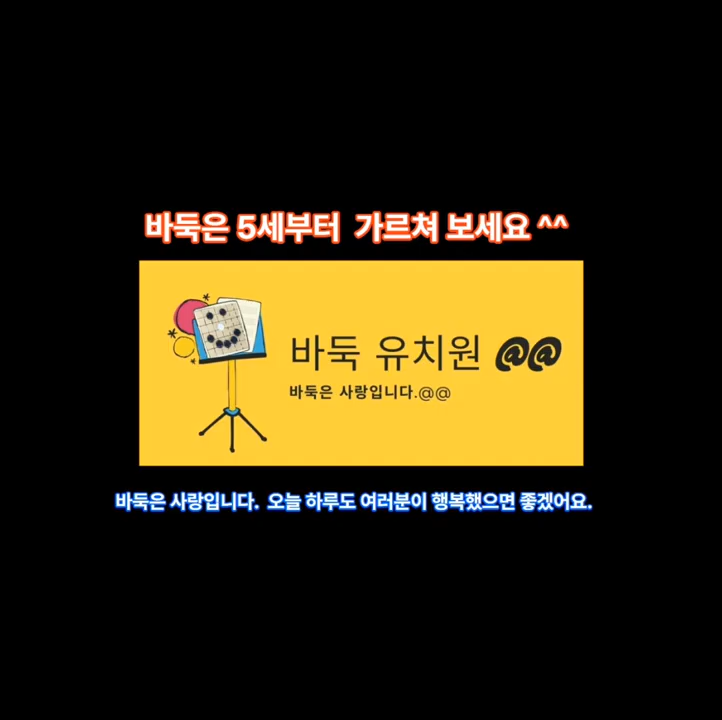 바둑은 5세부터 가르쳐 보세요 ^^
바둑 유치원 @@
바둑은 사랑입니다.@@
바둑은 사랑입니다. 오늘 하루도 여러분이 행복했으면 좋겠어요.